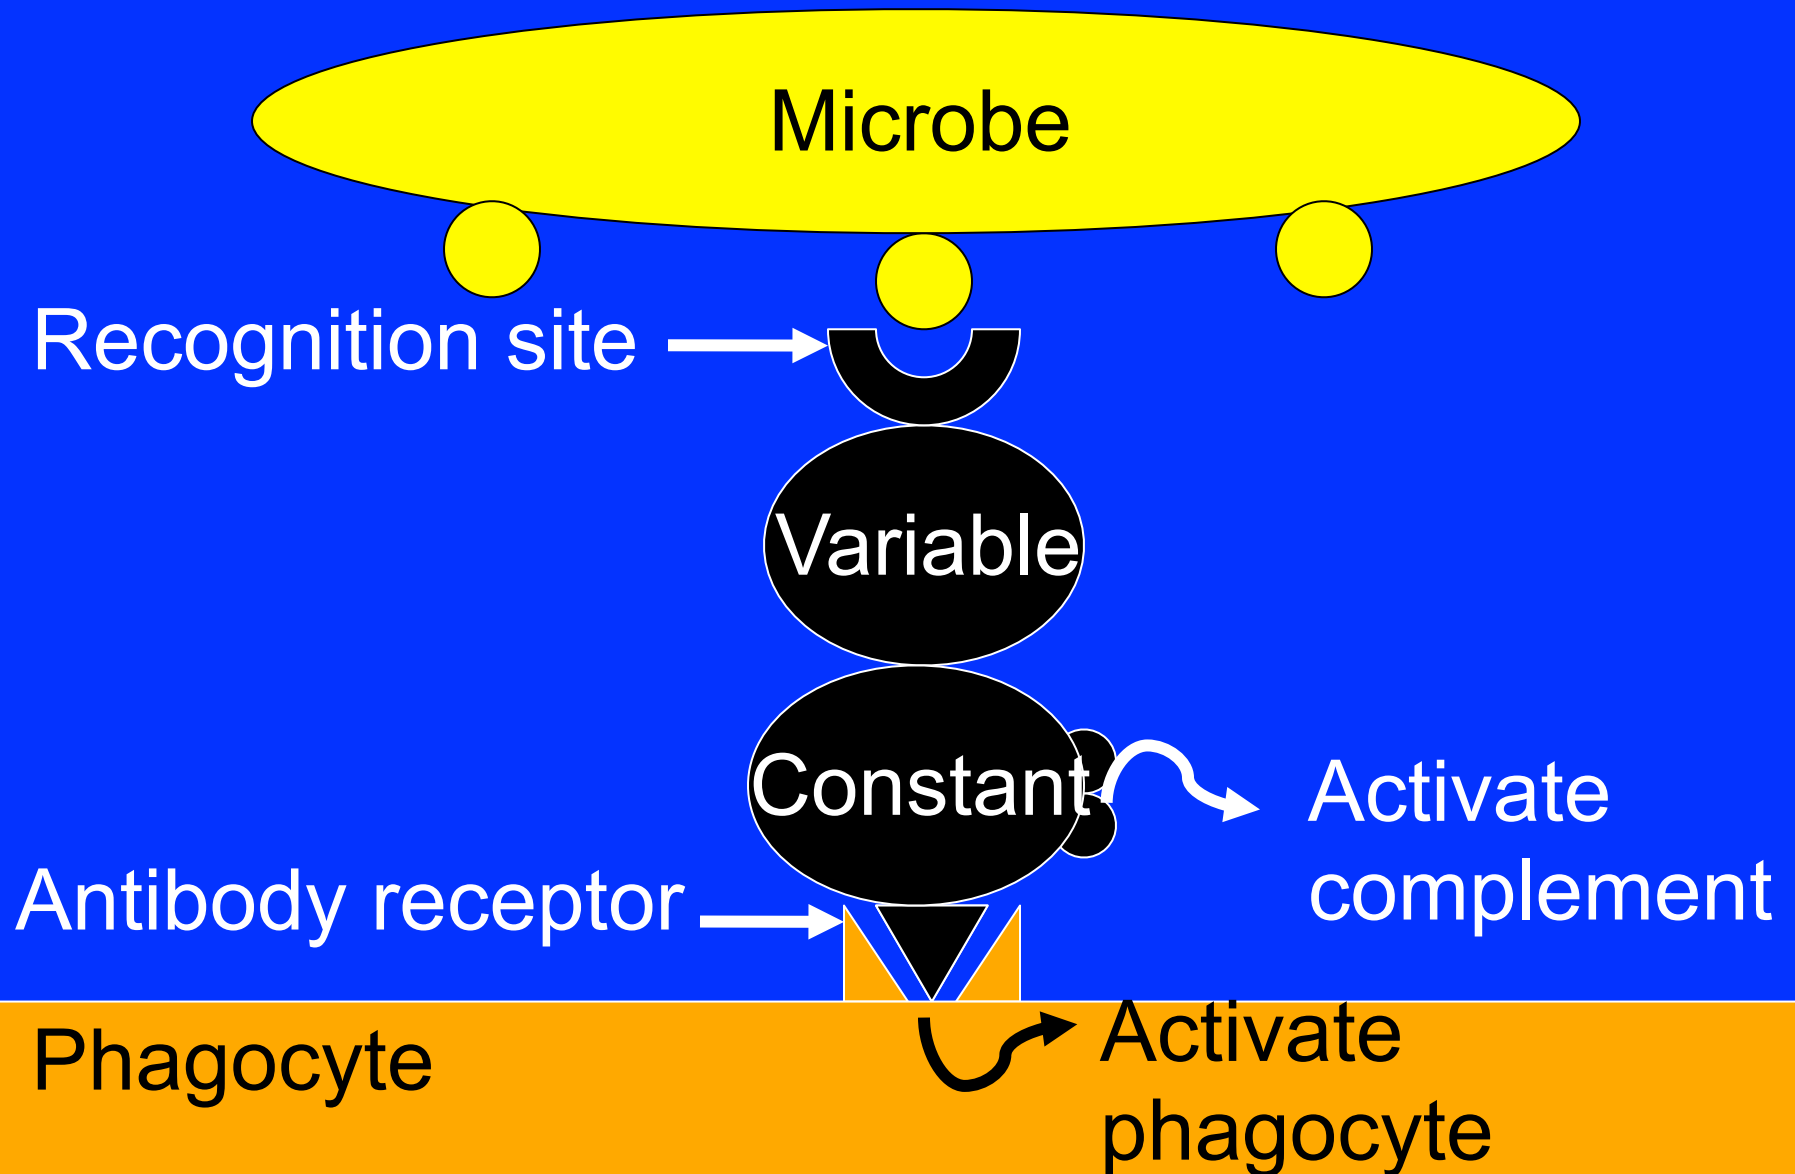 Microbe
Recognition site
Variable
Constant
Activate
complement
Antibody receptor
Phagocyte
Activate
phagocyte